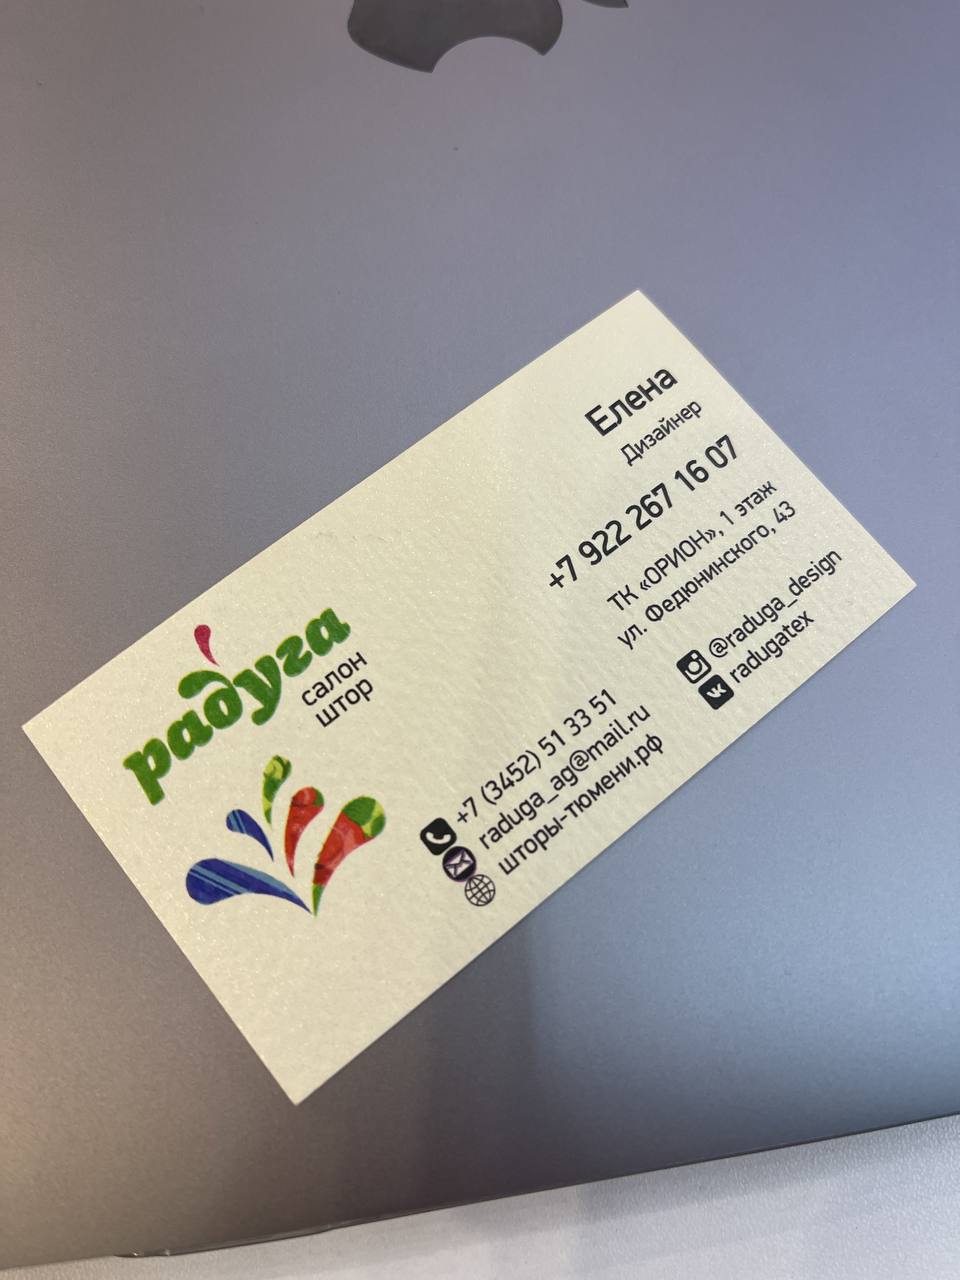 Елена
Дизайнер
+7 922 267 16 07
ТК «ОРИОН», 1 этаж
ул. Федюнинского, 43
@raduga_design
radugatex
радуга
салон
штор
+7 (3452) 51 33 51
raduga_ag@mail.ru
шторы-тюмени.рф